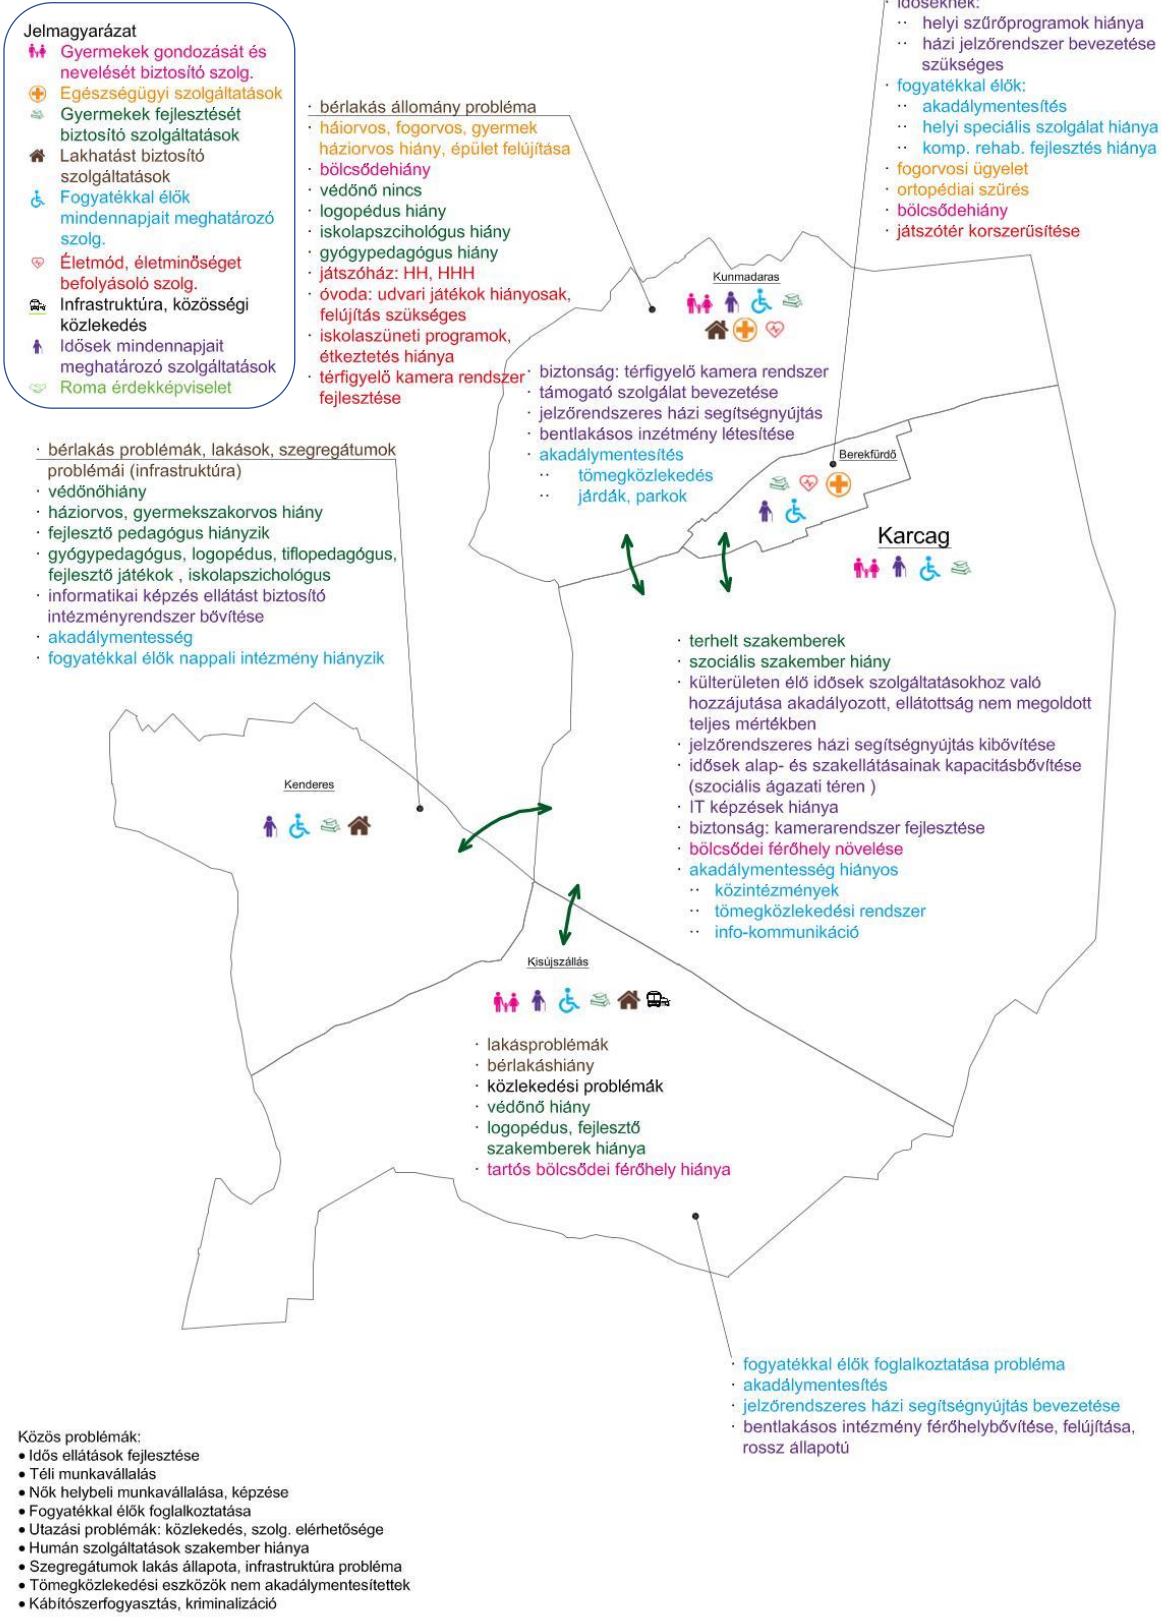 Jelmagyarázat
Gyermekek gondozását és
nevelését biztosító szolg.
Egészségügyi szolgáltatások
Gyermekek fejlesztését
biztosító szolgáltatások
Lakhatást biztosító
szolgáltatások
Fogyatékkal élők
mindennapjait meghatározó
szolg.
Életmód, életminőséget
befolyásoló szolg.
Infrastruktúra, közösségi
közlekedés
Idősek mindennapjait
meghatározó szolgáltatások
Roma érdekképviselet
· bérlakás állomány probléma
· háiorvos, fogorvos, gyermek
háziorvos hiány, épület felújítása
· bölcsődehiány
· védőnő nincs
· logopédus hiány
· iskolapszcihológus hiány
· gyógypedagógus hiány
· játszóház: HH, HHH
· óvoda: udvari játékok hiányosak,
felújítás szükséges
· iskolaszüneti programok,
étkeztetés hiánya
· térfigyelő kamera rendszer
fejlesztése
· időseknek:
·· helyi szűrőprogramok hiánya
·· házi jelzőrendszer bevezetése
szükséges
· fogyatékkal élők:
·· akadálymentesítés
·· helyi speciális szolgálat hiánya
·· komp. rehab. fejlesztés hiánya
· fogorvosi ügyelet
· ortopédiai szűrés
· bölcsődehiány
· játszótér korszerűsítése
Kunmadaras
· biztonság: térfigyelő kamera rendszer
· támogató szolgálat bevezetése
· jelzőrendszeres házi segítségnyújtás
· bentlakásos inzétmény létesítése
· akadálymentesítés
·· tömegközlekedés
·· járdák, parkok
Berekfürdő
Karcag
· bérlakás problémák, lakások, szegregátumok
problémái (infrastruktúra)
· védőnőhiány
· háziorvos, gyermekszakorvos hiány
· fejlesztő pedagógus hiányzik
· gyógypedagógus, logopédus, tiflopedagógus,
fejlesztő játékok , iskolapszichológus
· informatikai képzés ellátást biztosító
intézményrendszer bővítése
· akadálymentesség
· fogyatékkal élők nappali intézmény hiányzik
· terhelt szakemberek
· szociális szakember hiány
· külterületen élő idősek szolgáltatásokhoz való
hozzájutása akadályozott, ellátottság nem megoldott
teljes mértékben
· jelzőrendszeres házi segítségnyújtás kibővítése
· idősek alap- és szakellátásainak kapacitásbővítése
(szociális ágazati téren )
· IT képzések hiánya
· biztonság: kamerarendszer fejlesztése
· bölcsődei férőhely növelése
· akadálymentesség hiányos
·· közintézmények
·· tömegközlekedési rendszer
·· info-kommunikáció
Kenderes
Kisújszállás
· lakásproblémák
· bérlakáshiány
· közlekedési problémák
· védőnő hiány
· logopédus, fejlesztő
szakemberek hiánya
· tartós bölcsődei férőhely hiánya
· fogyatékkal élők foglalkoztatása probléma
· akadálymentesítés
· jelzőrendszeres házi segítségnyújtás bevezetése
· bentlakásos intézmény férőhelybővítése, felújítása,
rossz állapotú
Közös problémák:
• Idős ellátások fejlesztése
• Téli munkavállalás
• Nők helybeli munkavállalása, képzése
• Fogyatékkal élők foglalkoztatása
• Utazási problémák: közlekedés, szolg. elérhetősége
• Humán szolgáltatások szakember hiánya
• Szegregátumok lakás állapota, infrastruktúra probléma
• Tömegközlekedési eszközök nem akadálymentesítettek
• Kábítószerfogyasztás, kriminalizáció